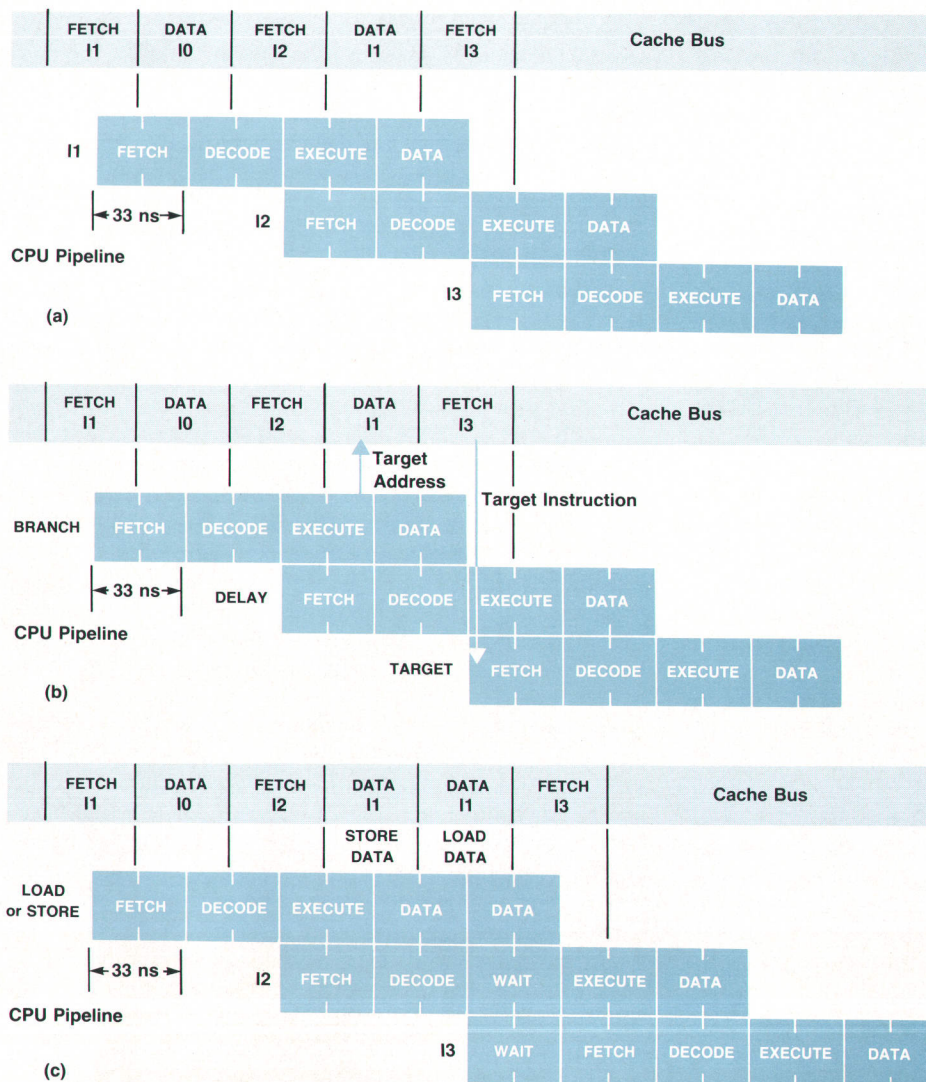 FETCH DATA FETCH DATA FETCH
I1 I0 I2 I1 I3
Cache Bus
I1 FETCH DECODE EXECUTE DATA
33 ns
I2 FETCH DECODE EXECUTE DATA
CPU Pipeline
I3 FETCH DECODE EXECUTE DATA
(a)
FETCH DATA FETCH DATA FETCH
I1 I0 I2 I1 I3
Cache Bus
Target
Address
Target Instruction
BRANCH FETCH DECODE EXECUTE DATA
33 ns
DELAY FETCH DECODE EXECUTE DATA
CPU Pipeline
TARGET FETCH DECODE EXECUTE DATA
(b)
FETCH DATA FETCH DATA DATA FETCH
I1 I0 I2 I1 I1 I3
Cache Bus
STORE LOAD
DATA DATA
LOAD
or STORE
FETCH DECODE EXECUTE DATA DATA
33 ns
I2 FETCH DECODE WAIT EXECUTE DATA
CPU Pipeline
I3 WAIT FETCH DECODE EXECUTE DATA
(c)